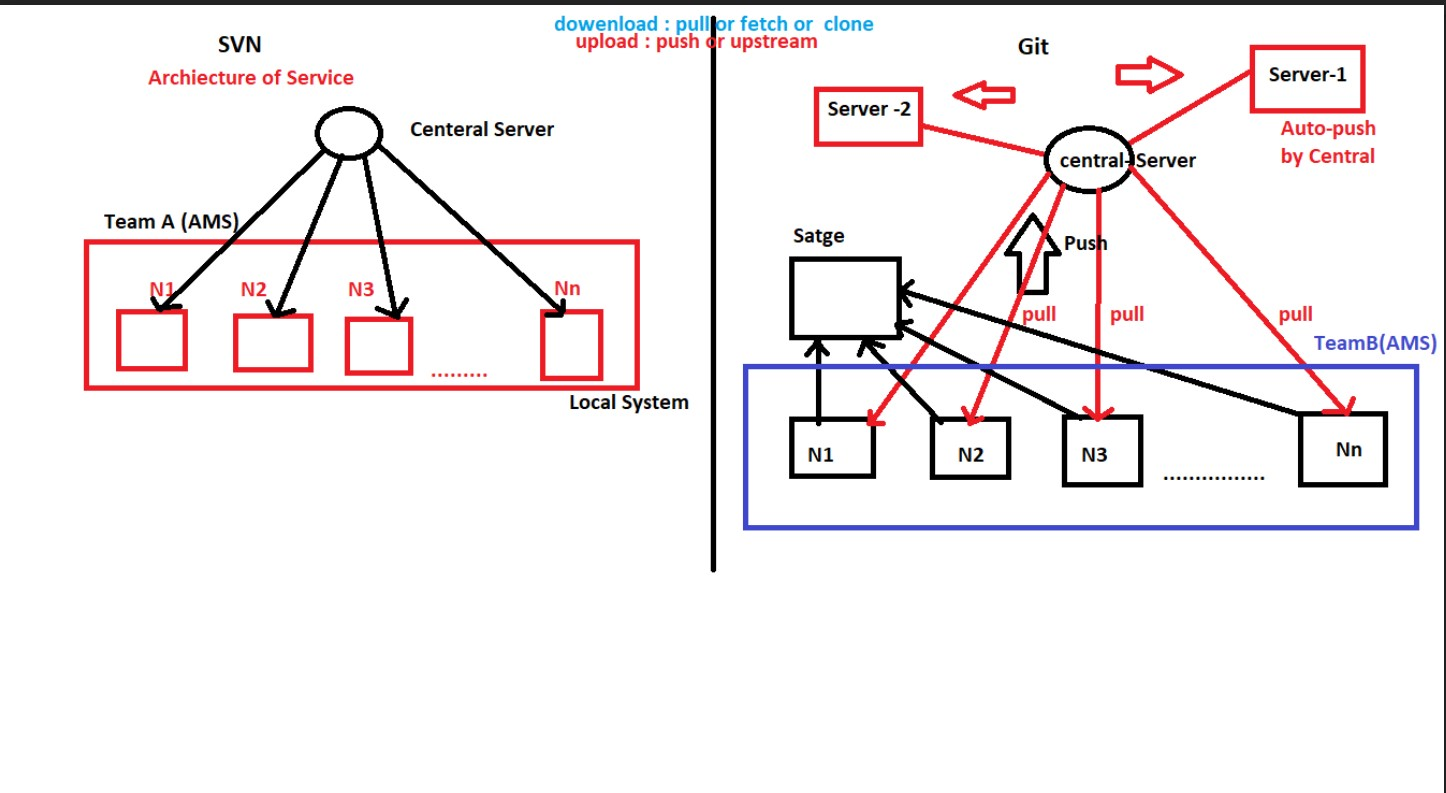 dowenload : pull or fetch or clone
upload : push or upstream
SVN
Archiecture of Service
Centeral Server
Team A (AMS)
N1
N2
N3
Nn
.........
Local System
Git
Server-1
Server -2
Auto-push
by Central
central-Server
Satge
Push
pull
pull
pull
TeamB(AMS)
N1
N2
N3
................
Nn